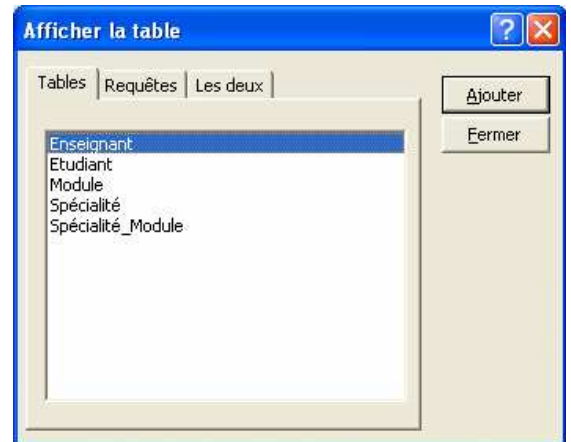 Afficher la table
Tables Requêtes Les deux
Ajouter
Fermer
Enseignant
Etudiant
Module
Spécialité
Spécialité_Module